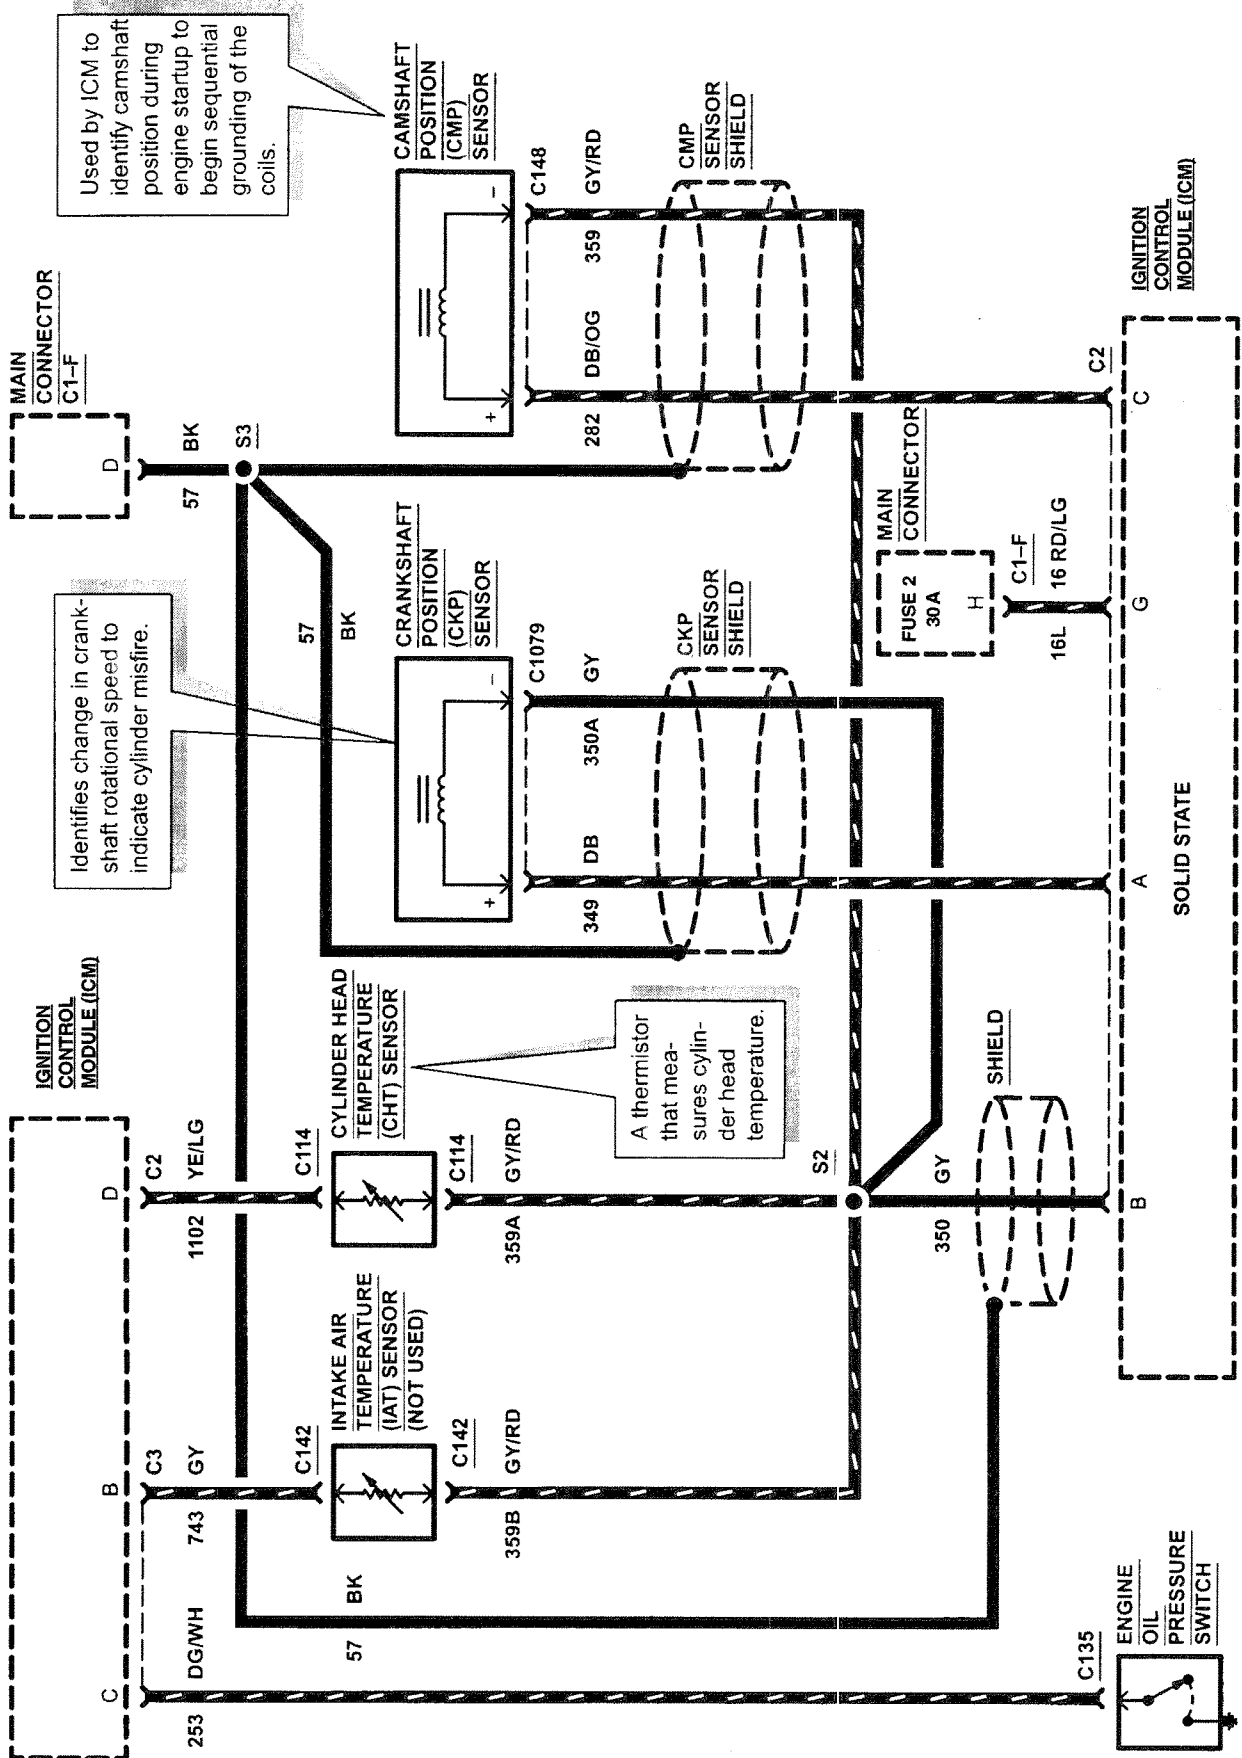 IGNITION
CONTROL
MODULE (ICM)
C
B
D
C3
C2
253
DG/WH
743
GY
1102
YE/LG
C142
C114
INTAKE AIR
TEMPERATURE
(IAT) SENSOR
(NOT USED)
CYLINDER HEAD
TEMPERATURE
(CHT) SENSOR
C142
C114
359B
GY/RD
359A
GY/RD
57
BK
A thermistor
that mea-
sures cylin-
der head
temperature.
Identifies change in crank-
shaft rotational speed to
indicate cylinder misfire.
MAIN
CONNECTOR
C1-F
D
57
BK
S3
57
BK
Used by ICM to
identify camshaft
position during
engine startup to
begin sequential
grounding of the
coils.
CRANKSHAFT
POSITION
(CKP)
SENSOR
+
-
C1079
349
DB
350A
GY
CKP
SENSOR
SHIELD
CAMSHAFT
POSITION
(CMP)
SENSOR
+
-
C148
282
DB/OG
359
GY/RD
CMP
SENSOR
SHIELD
S2
350
GY
SHIELD
MAIN
CONNECTOR
FUSE 2
30A
H
C1-F
16L
16 RD/LG
C2
B
A
G
C
SOLID STATE
IGNITION
CONTROL
MODULE (ICM)
C135
ENGINE
OIL
PRESSURE
SWITCH